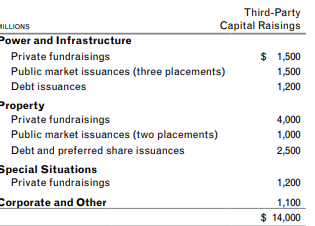 Third-Party
MILLIONS Capital Raisings
Power and Infrastructure
Private fundraisings $ 1,500
Public market issuances (three placements) 1,500
Debt issuances 1,200
Property
Private fundraisings 4,000
Public market issuances (two placements) 1,000
Debt and preferred share issuances 2,500
Special Situations
Private fundraisings 1,200
Corporate and Other 1,100
$ 14,000